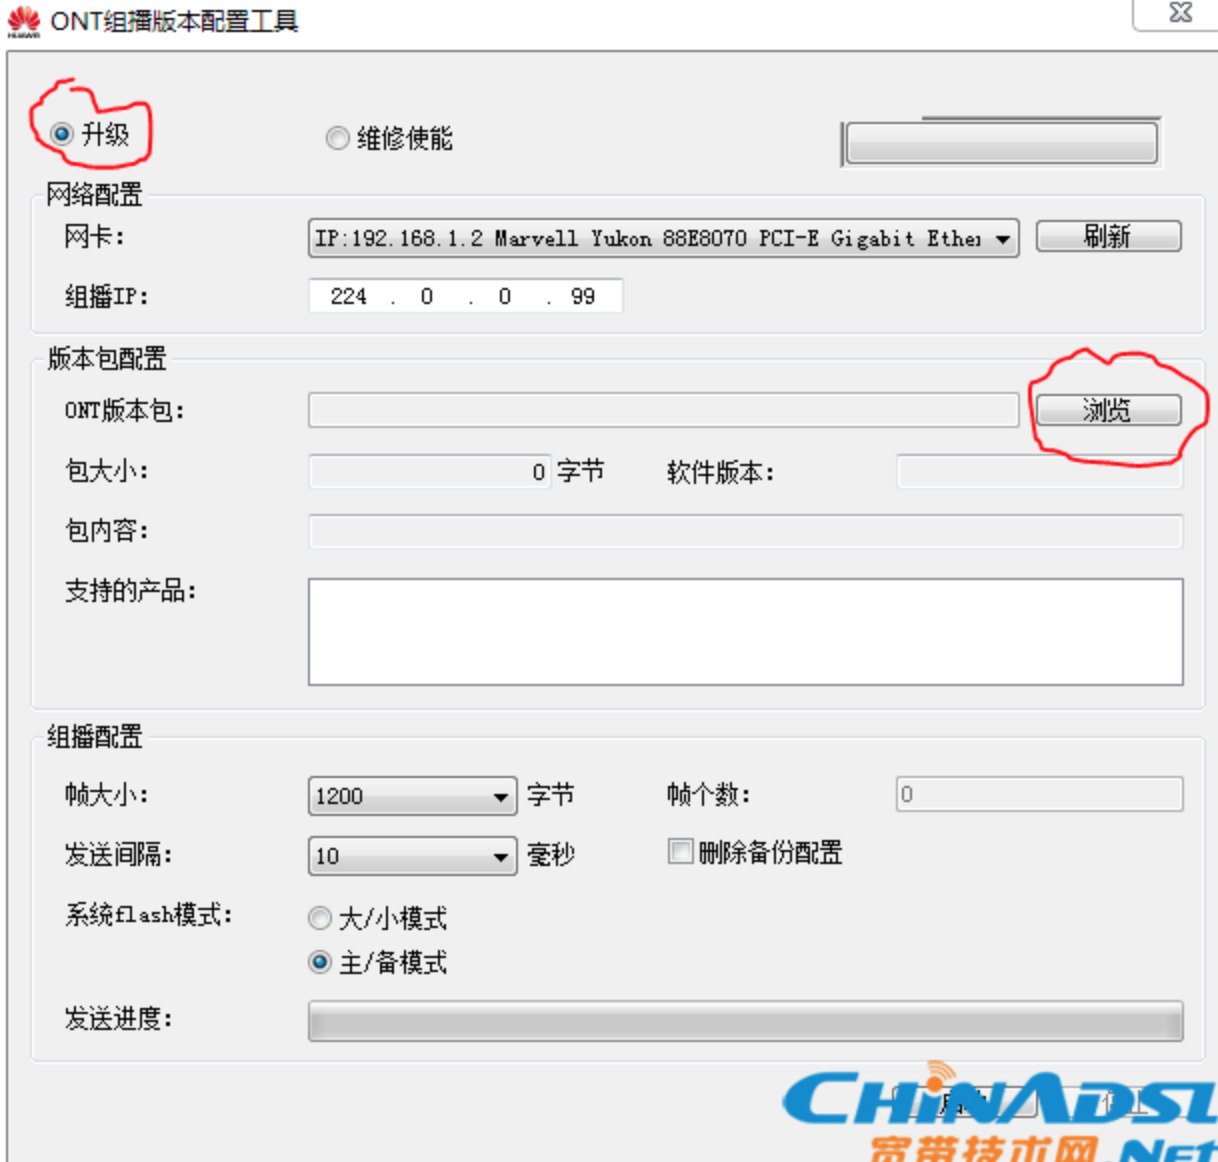 HUAWEI
ONT组播版本配置工具
升级 维修使能
网络配置
网卡: IP:192.168.1.2 Marvell Yukon 88E8070 PCI-E Gigabit Ether 刷新
组播IP: 224 . 0 . 0 . 99
版本包配置
ONT版本包: 浏览
包大小: 0 字节 软件版本:
包内容:
支持的产品:
组播配置
帧大小: 1200 字节 帧个数: 0
发送间隔: 10 毫秒 删除备份配置
系统flash模式: 大/小模式
主/备模式
发送进度:
启动 停止
CHINADSL
宽带技术网.Net